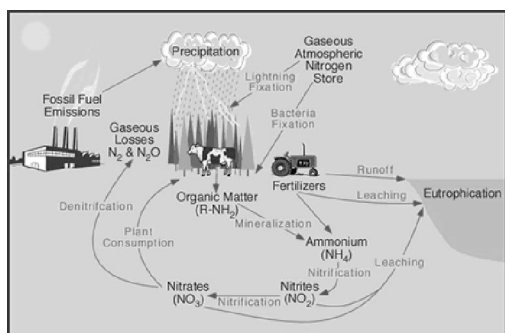 Precipitation
Gaseous
Atmospheric
Nitrogen
Store
Lightning
Fixation
Fossil Fuel
Emissions
Bacteria
Fixation
Gaseous
Losses
N2 & N2O
Runoff
Fertilizers
Leaching
Eutrophication
Organic Matter
(R-NH2)
Denitrifcation
Mineralization
Plant
Consumption
Ammonium
(NH4)
Leaching
Nitrification
Nitrates
(NO3)
Nitrification
Nitrites
(NO2)